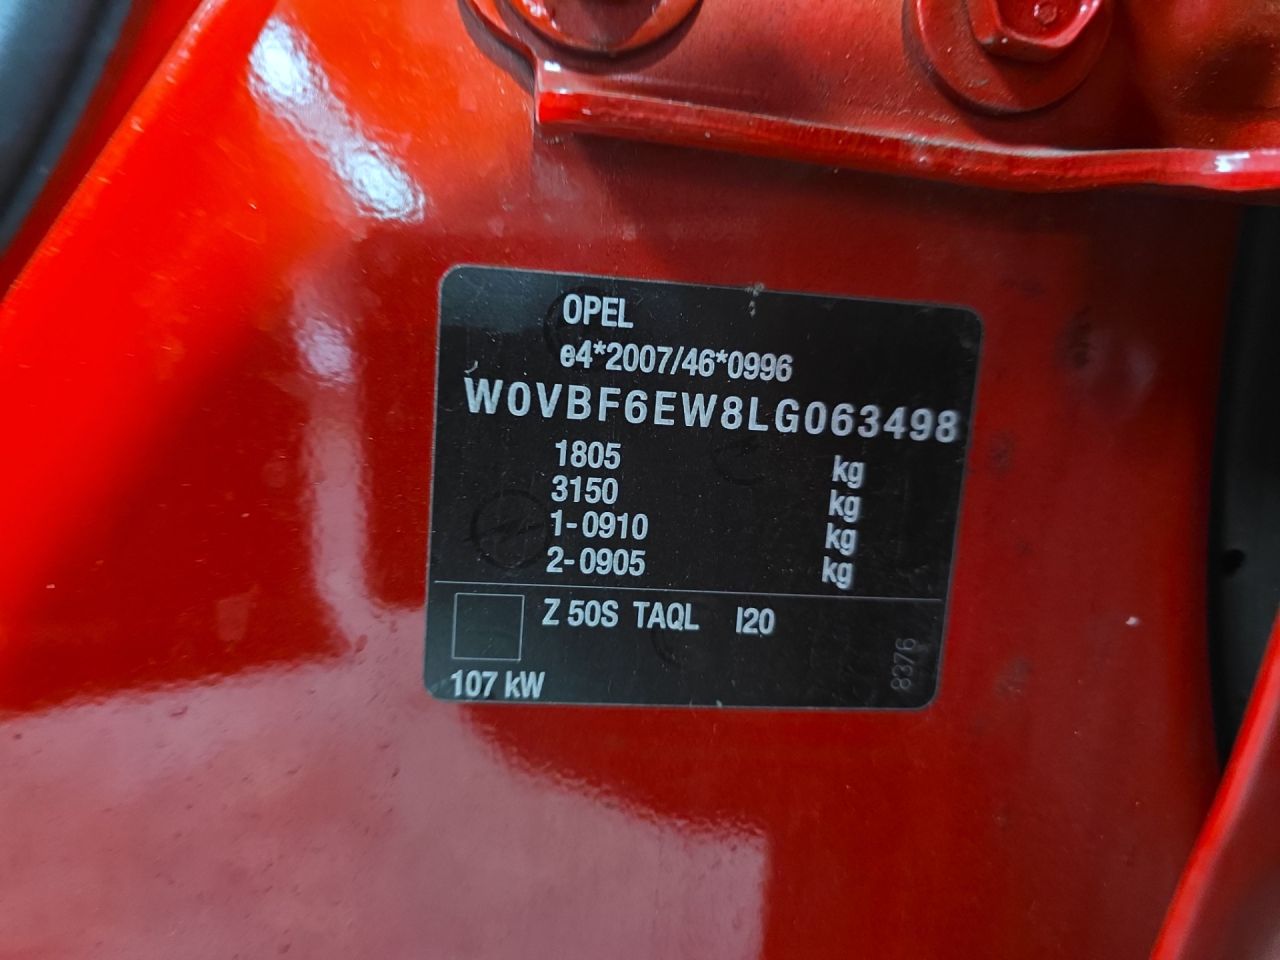 OPEL
e4*2007/46*0996
W0VBF6EW8LG063498
1805 kg
3150 kg
1-0910 kg
2-0905 kg
Z 50S TAQL I20
8376
107 kW